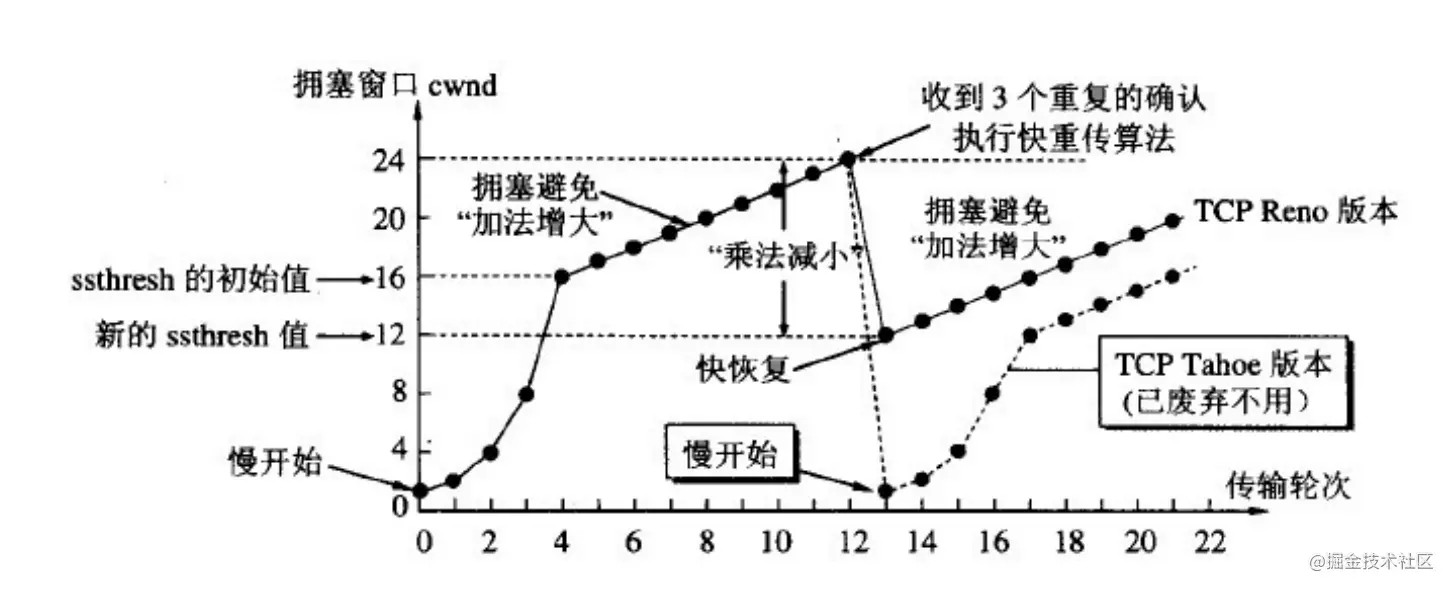 拥塞窗口 cwnd
收到 3 个重复的确认
执行快重传算法
24
拥塞避免
“加法增大”
20
拥塞避免
“加法增大”
TCP Reno 版本
“乘法减小”
ssthresh 的初始值
16
新的 ssthresh 值
12
快恢复
TCP Tahoe 版本
(已废弃不用）
8
4
慢开始
慢开始
传输轮次
0
0 2 4 6 8 10 12 14 16 18 20 22
@掘金技术社区